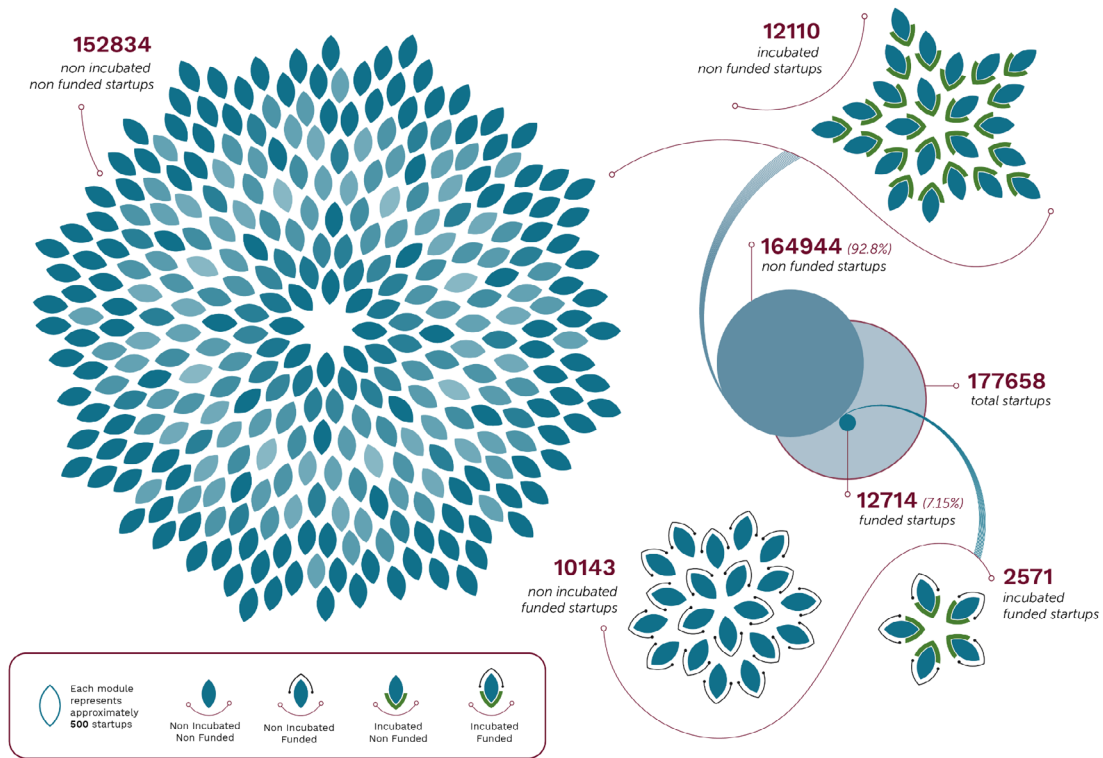 152834
non incubated
non funded startups
12110
incubated
non funded startups
164944 (92.8%)
non funded startups
177658
total startups
12714 (7.15%)
funded startups
10143
non incubated
funded startups
2571
incubated
funded startups
Each module
represents
approximately
500 startups
Non Incubated
Non Funded
Non Incubated
Funded
Incubated
Non Funded
Incubated
Funded